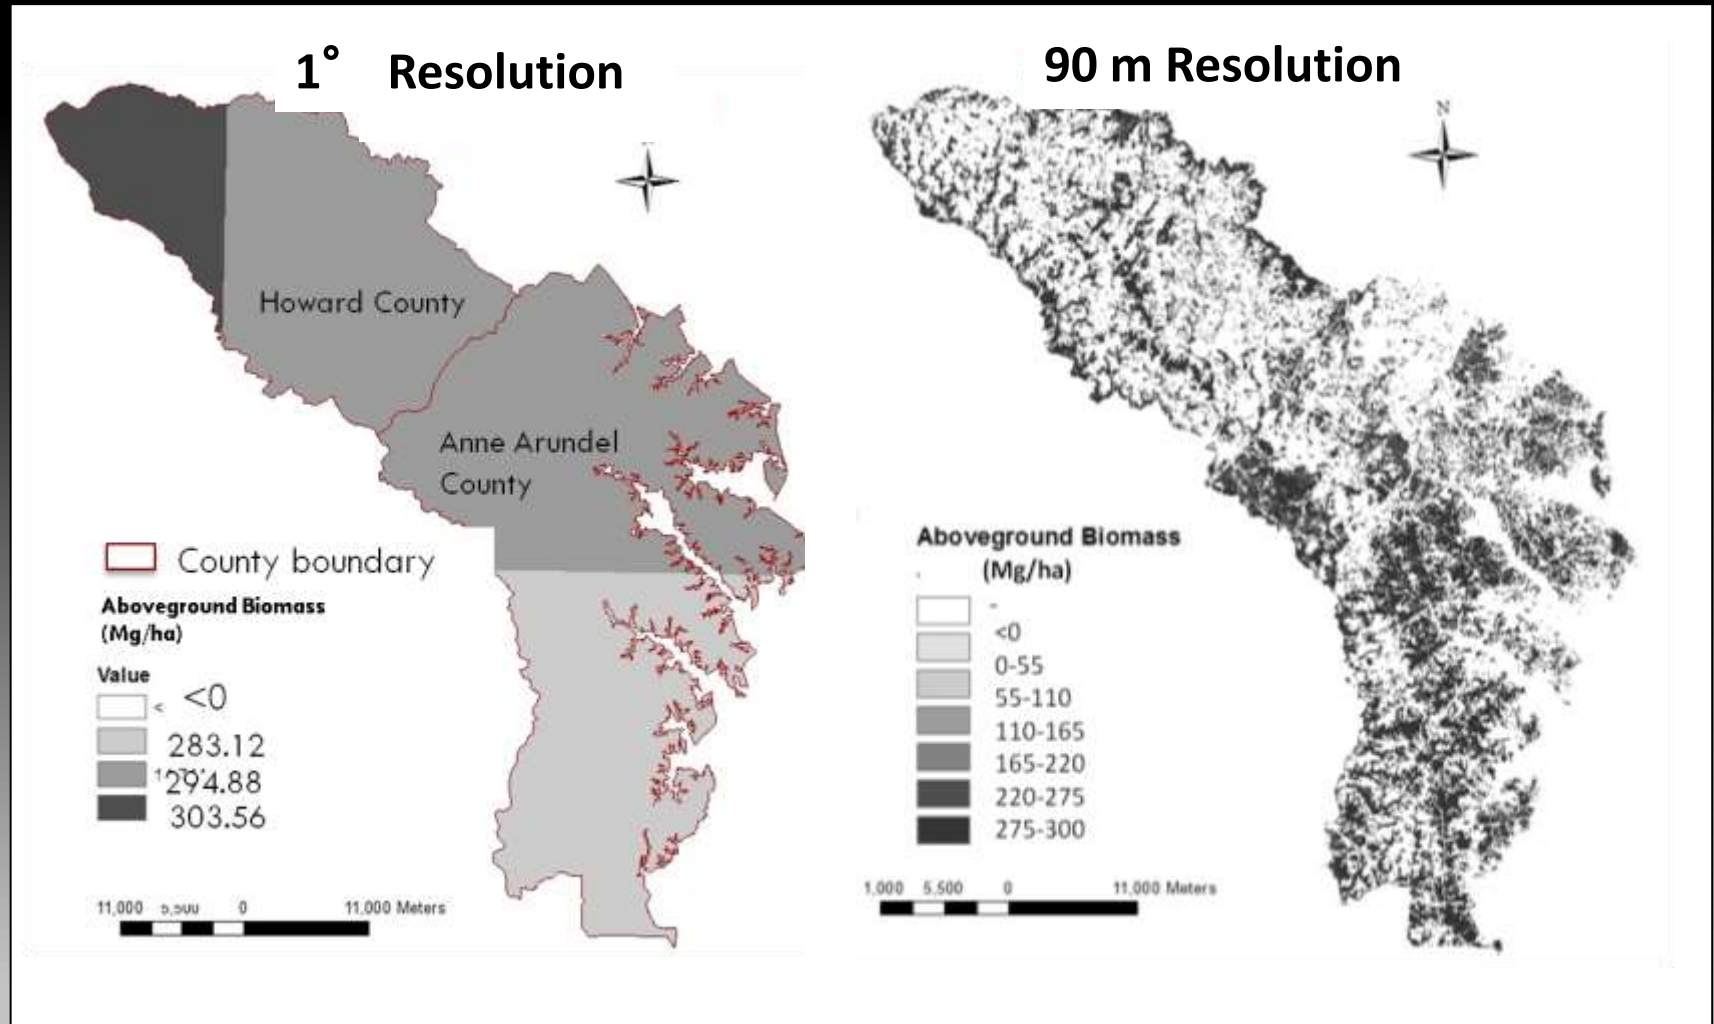 1° Resolution
Howard County
Anne Arundel
County
County boundary
Aboveground Biomass
(Mg/ha)
Value
< <0
283.12
294.88
303.56
11,000 5,500 0 11,000 Meters
90 m Resolution
N
Aboveground Biomass
(Mg/ha)
<0
0-55
55-110
110-165
165-220
220-275
275-300
1,000 5,500 0 11,000 Meters